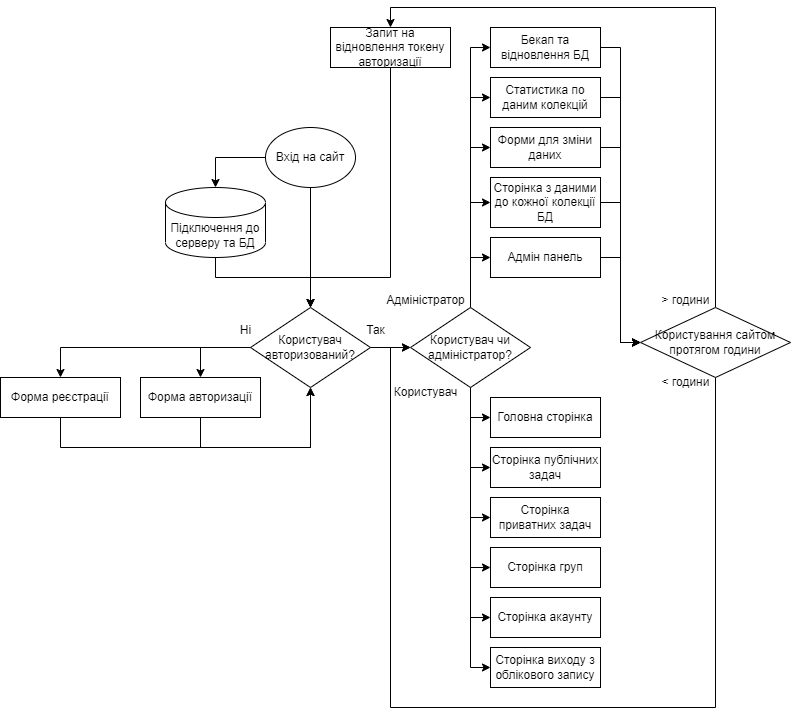 Запит на
відновлення токену
авторизації
Бекап та
відновлення БД
Статистика по
даним колекцій
Вхід на сайт
Форми для зміни
даних
Підключення до
серверу та БД
Сторінка з даними
до кожної колекції
БД
Адмін панель
Адміністратор
> години
Ні
Користувач
авторизований?
Так
Користувач чи
адміністратор?
Користування сайтом
протягом години
< години
Форма реєстрації
Форма авторизації
Користувач
Головна сторінка
Сторінка публічних
задач
Сторінка
приватних задач
Сторінка груп
Сторінка акаунту
Сторінка виходу з
облікового запису